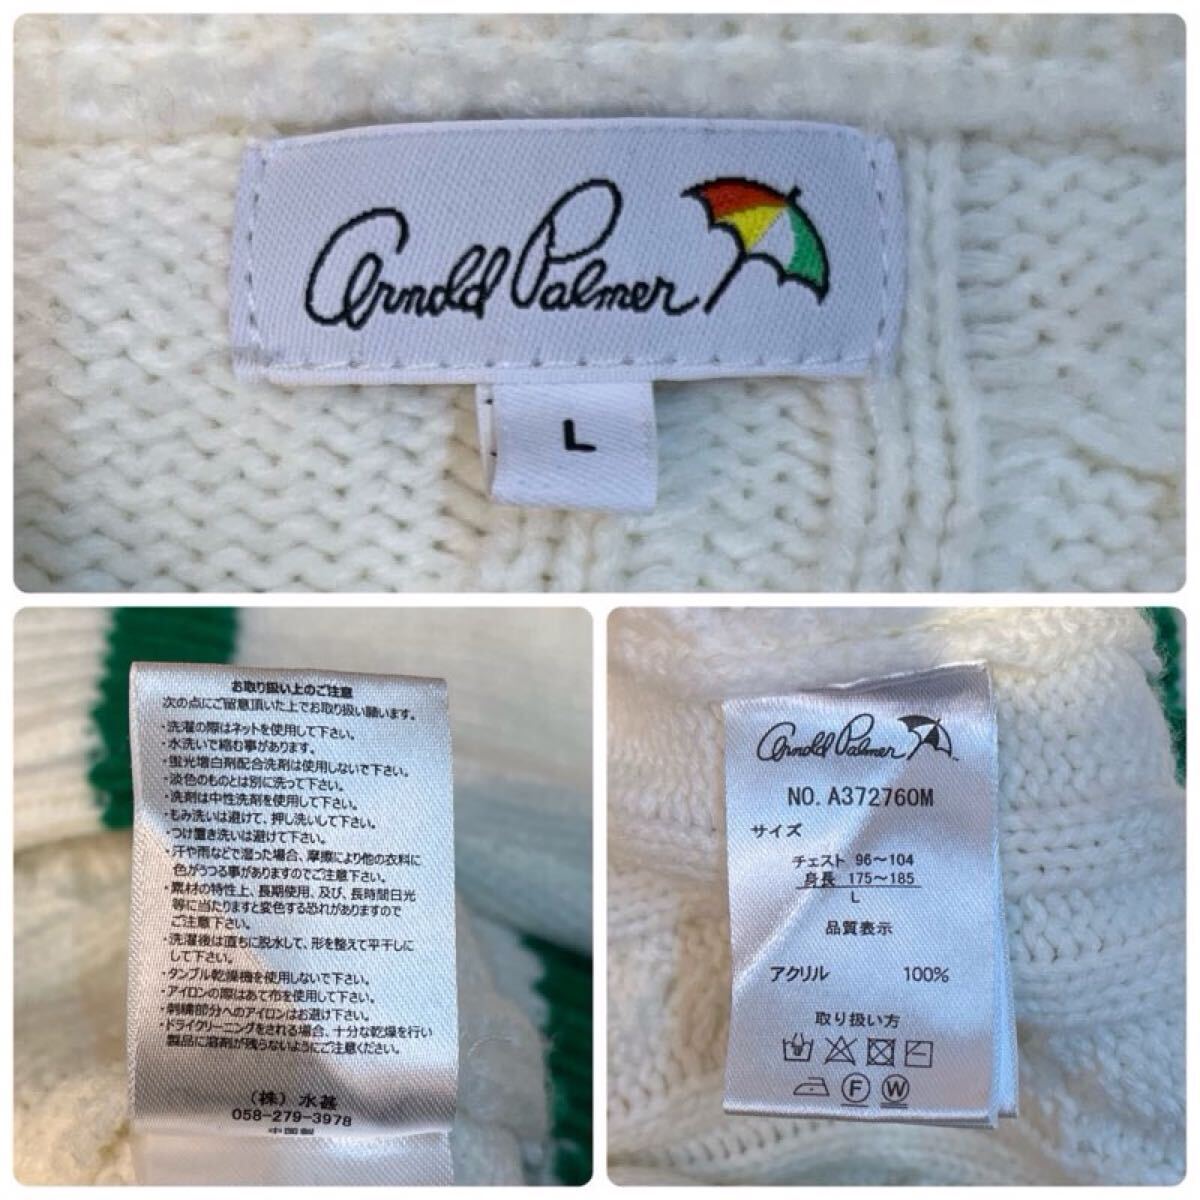 Arnold Palmer
L
お取り扱い上のご注意
次の点にご留意頂いた上でお取り扱い願います。
・洗濯の際はネットを使用して下さい。
・水洗いで縮む事があります。
・蛍光増白剤配合洗剤は使用しないで下さい。
・淡色のものとは別に洗って下さい。
・洗剤は中性洗剤を使用して下さい。
・もみ洗いは避けて、押し洗いして下さい。
・つけ置き洗いは避けて下さい。
・汗や雨などで湿った場合、摩擦により他の衣料に
色がうつる事がありますのでご注意下さい。
・素材の特性上、長期使用、及び、長時間日光
等に当たりますと変色する恐れがありますので
ご注意下さい。
・洗濯後は直ちに脱水して、形を整えて平干しに
して下さい。
・タンブル乾燥機を使用しないで下さい。
・アイロンの際はあて布を使用して下さい。
・刺繍部分へのアイロンはお避け下さい。
・ドライクリーニングをされる場合、十分な乾燥を行い
製品に溶剤が残らないようにご注意ください。
(株)水甚
058-279-3978
中国製
Arnold Palmer
NO. A372760M
サイズ
チェスト 96〜104
身長 175〜185
L
品質表示
アクリル 100%
取り扱い方
F W